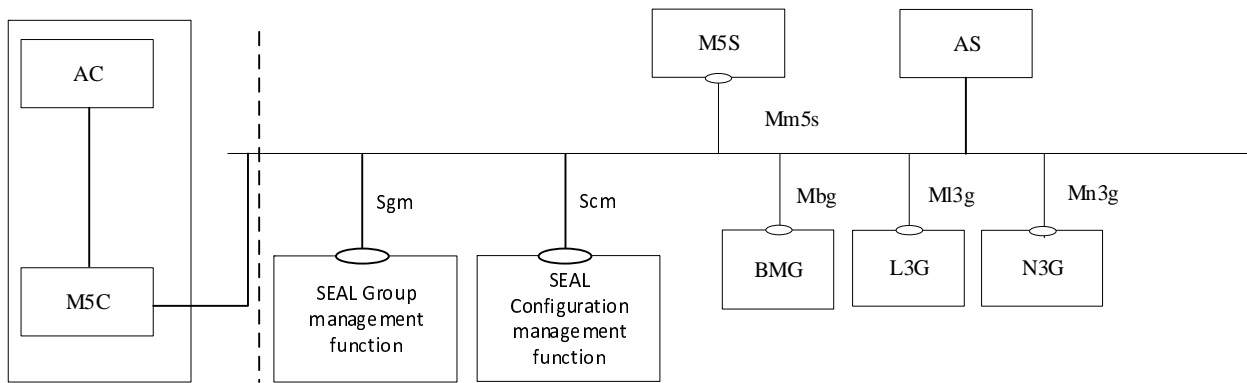 M5S
AS
AC
Mm5s
Sgm
Scm
Mbg
Ml3g
Mn3g
BMG
L3G
N3G
M5C
SEAL Group
management
function
SEAL
Configuration
management
function